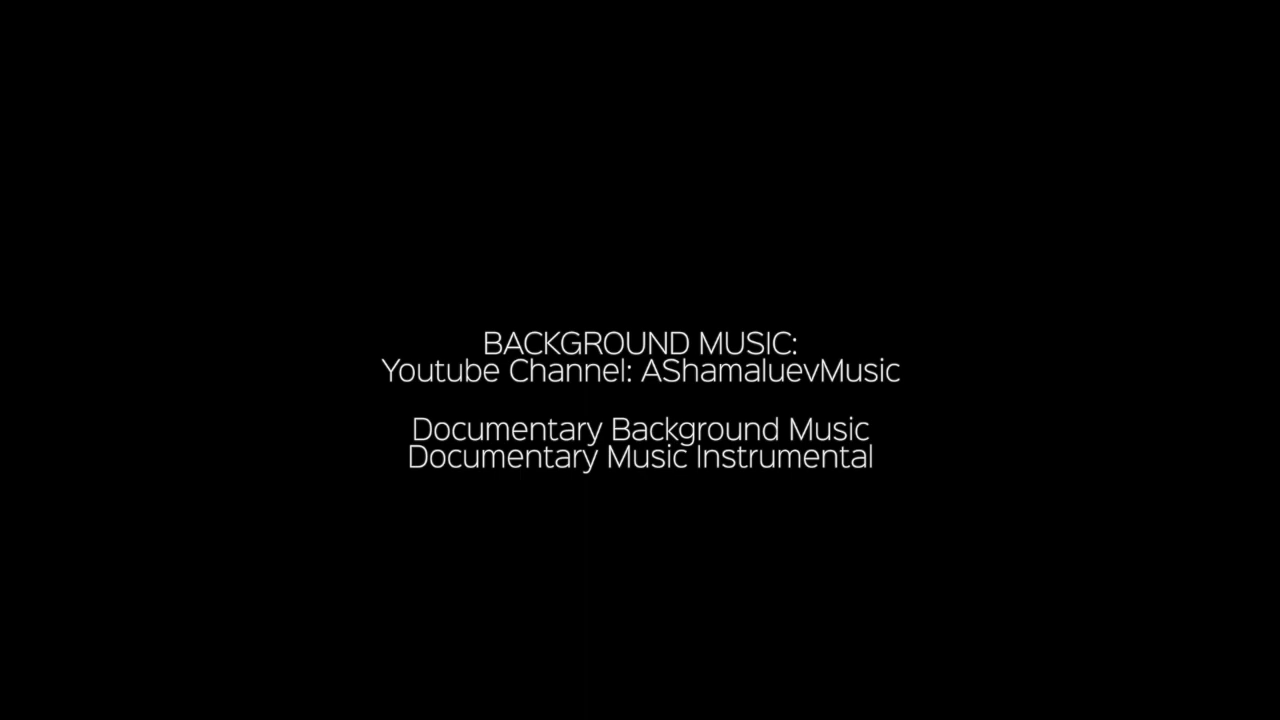 BACKGROUND MUSIC:
Youtube Channel: AShamaluevMusic
Documentary Background Music
Documentary Music Instrumental